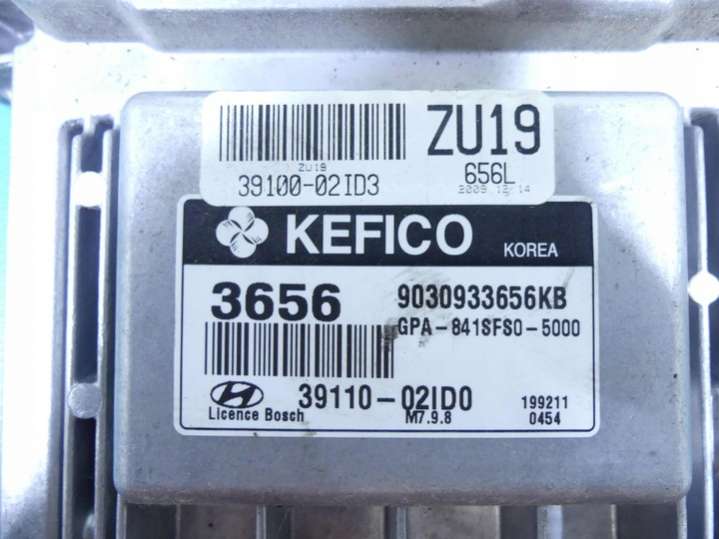 ZU19
ZU19
39100-02ID3
656L
2009.12/14
KEFICO
KOREA
3656
9030933656KB
GPA-841SFS0-5000
39110-02ID0
Licence Bosch
M7.9.8
199211
0454